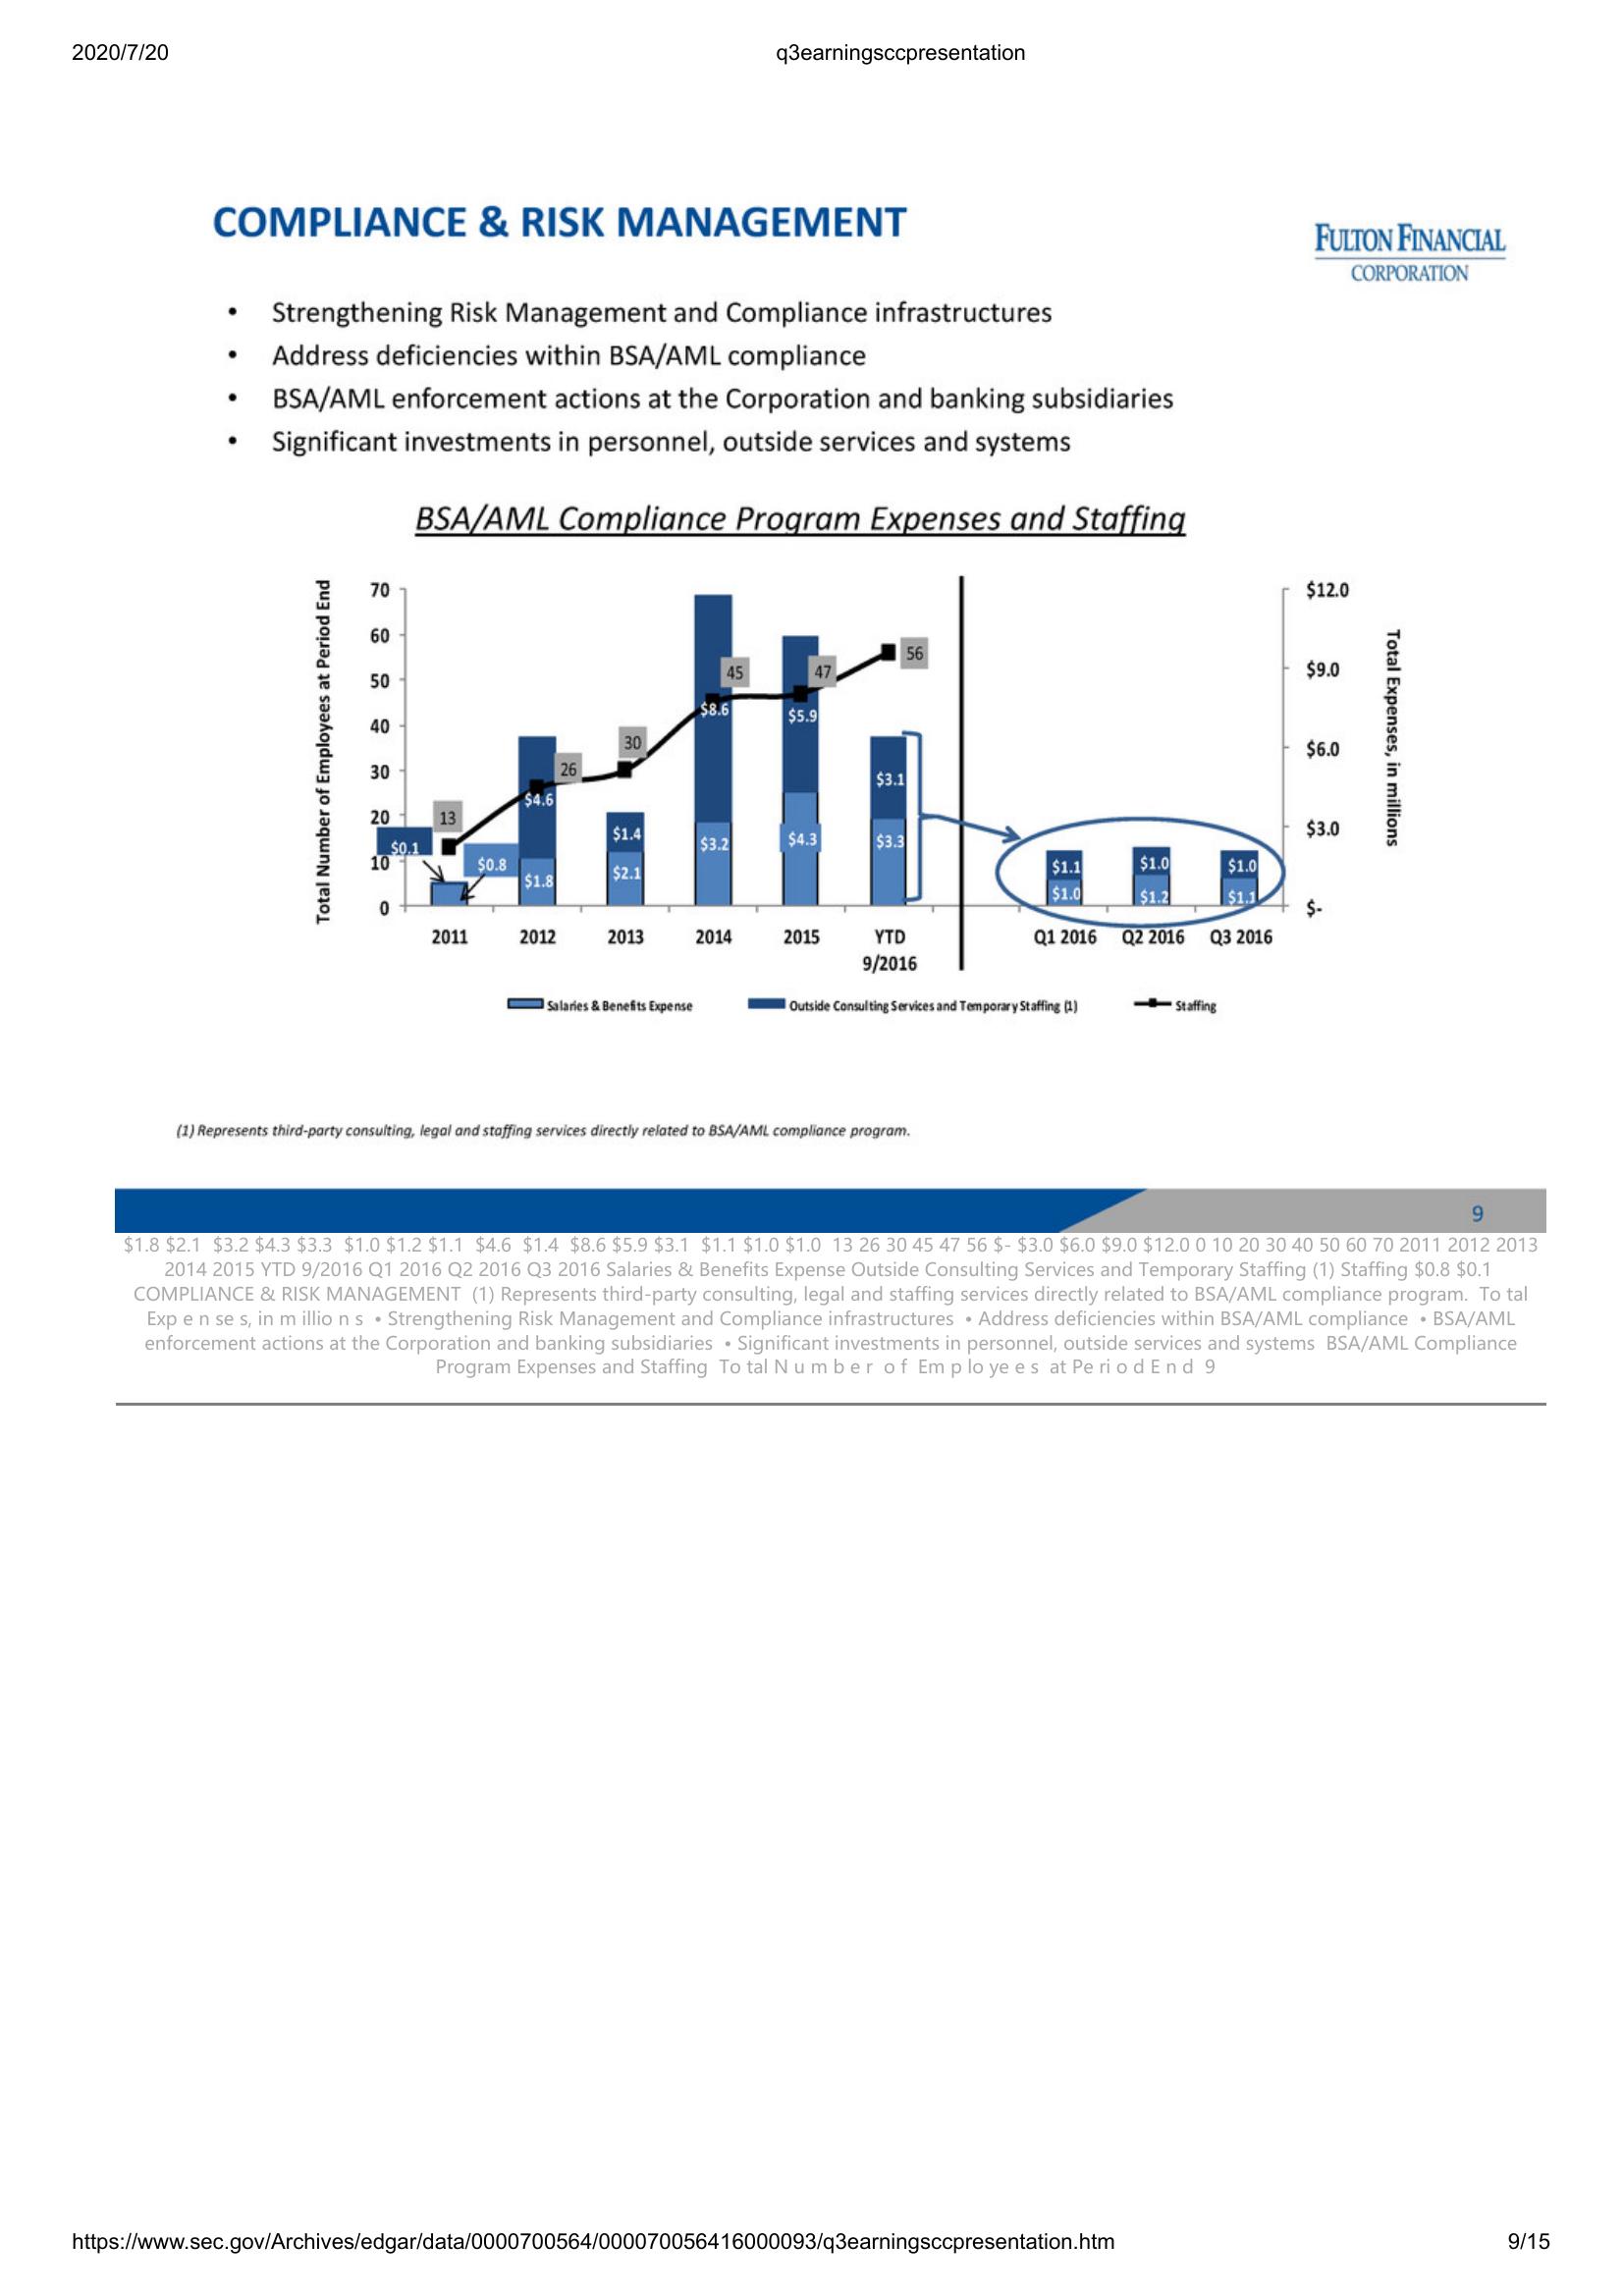 2020/7/20
q3earningsccpresentation
COMPLIANCE & RISK MANAGEMENT
FULTON FINANCIAL
CORPORATION
• Strengthening Risk Management and Compliance infrastructures
• Address deficiencies within BSA/AML compliance
• BSA/AML enforcement actions at the Corporation and banking subsidiaries
• Significant investments in personnel, outside services and systems
BSA/AML Compliance Program Expenses and Staffing
Total Number of Employees at Period End
70
60
50
40
30
20
10
0
13
26
30
45
47
56
$0.1
$0.8
$4.6
$1.8
$1.4
$2.1
$8.6
$3.2
$5.9
$4.3
$3.1
$3.3
$1.1
$1.0
$1.0
$1.2
$1.0
$1.1
$12.0
$9.0
$6.0
$3.0
$-
Total Expenses, in millions
2011 2012 2013 2014 2015 YTD
9/2016
Q1 2016 Q2 2016 Q3 2016
Salaries & Benefits Expense
Outside Consulting Services and Temporary Staffing (1)
Staffing
(1) Represents third-party consulting, legal and staffing services directly related to BSA/AML compliance program.
9
$1.8 $2.1 $3.2 $4.3 $3.3 $1.0 $1.2 $1.1 $4.6 $1.4 $8.6 $5.9 $3.1 $1.1 $1.0 $1.0 13 26 30 45 47 56 $- $3.0 $6.0 $9.0 $12.0 0 10 20 30 40 50 60 70 2011 2012 2013
2014 2015 YTD 9/2016 Q1 2016 Q2 2016 Q3 2016 Salaries & Benefits Expense Outside Consulting Services and Temporary Staffing (1) Staffing $0.8 $0.1
COMPLIANCE & RISK MANAGEMENT (1) Represents third-party consulting, legal and staffing services directly related to BSA/AML compliance program. To tal
Exp e n se s, in m illio n s • Strengthening Risk Management and Compliance infrastructures • Address deficiencies within BSA/AML compliance • BSA/AML
enforcement actions at the Corporation and banking subsidiaries • Significant investments in personnel, outside services and systems BSA/AML Compliance
Program Expenses and Staffing To tal N u m b e r o f Em p lo ye e s at Pe ri o d E n d 9
https://www.sec.gov/Archives/edgar/data/0000700564/000070056416000093/q3earningsccpresentation.htm
9/15